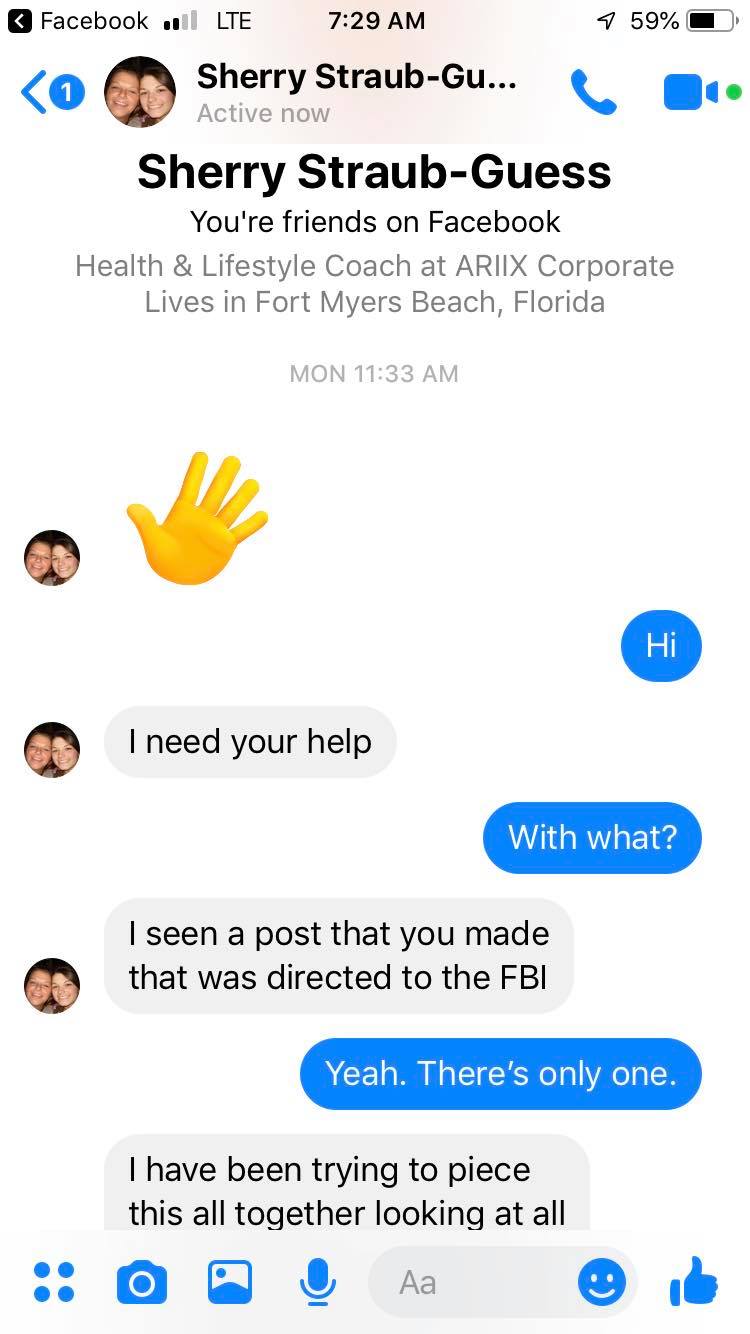 Facebook LTE 7:29 AM 59%
1 Sherry Straub-Gu...
Active now
Sherry Straub-Guess
You're friends on Facebook
Health & Lifestyle Coach at ARIIX Corporate
Lives in Fort Myers Beach, Florida
MON 11:33 AM
Hi
I need your help
With what?
I seen a post that you made
that was directed to the FBI
Yeah. There’s only one.
I have been trying to piece
this all together looking at all
Aa